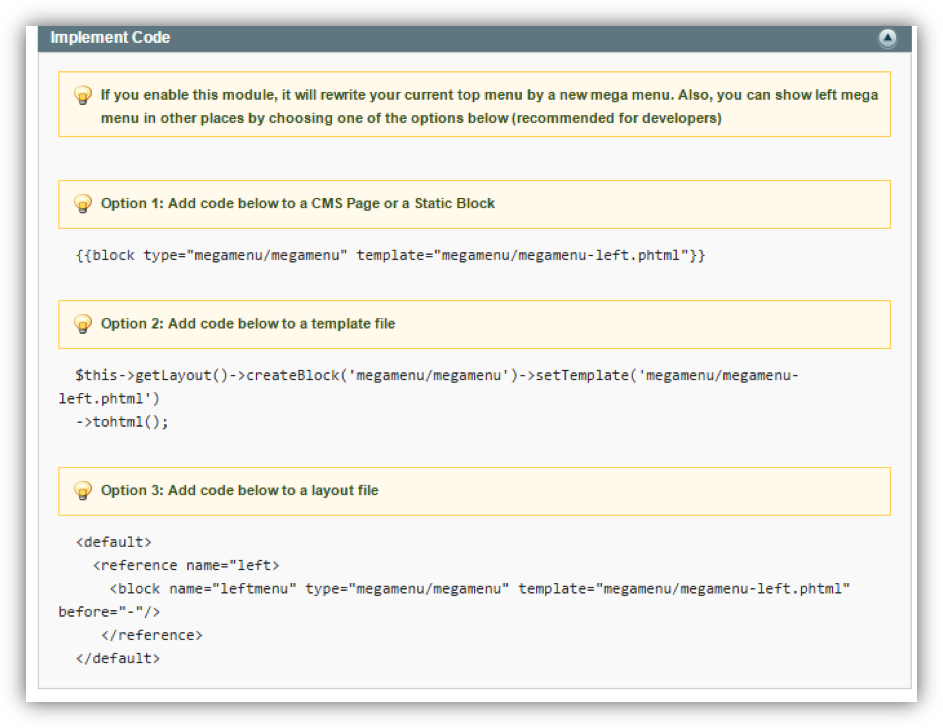 Implement Code
If you enable this module, it will rewrite your current top menu by a new mega menu. Also, you can show left mega
menu in other places by choosing one of the options below (recommended for developers)
Option 1: Add code below to a CMS Page or a Static Block
{{block type="megamenu/megamenu" template="megamenu/megamenu-left.phtml"}}
Option 2: Add code below to a template file
$this->getLayout()->createBlock('megamenu/megamenu')->setTemplate('megamenu/megamenu-
left.phtml')
->tohtml();
Option 3: Add code below to a layout file
<default>
<reference name="left>
<block name="leftmenu" type="megamenu/megamenu" template="megamenu/megamenu-left.phtml"
before="-"/>
</reference>
</default>